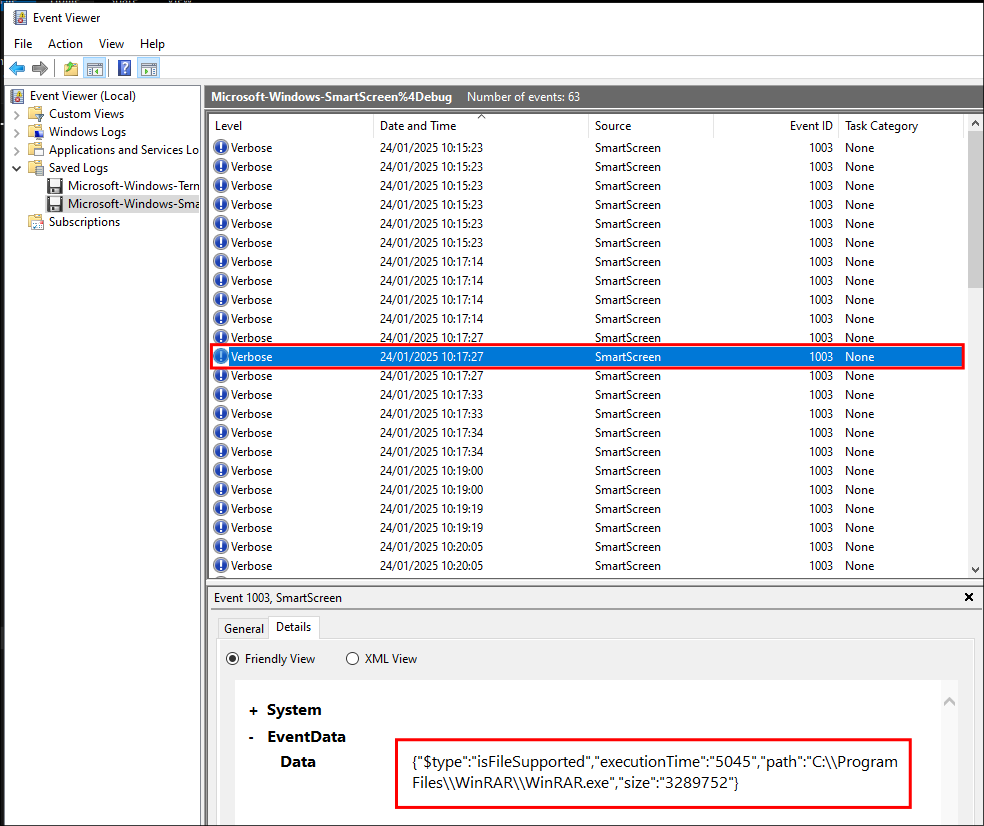 Event Viewer
File Action View Help
Event Viewer (Local)
Custom Views
Windows Logs
Applications and Services Lo
Saved Logs
Microsoft-Windows-Tern
Microsoft-Windows-Sma
Subscriptions
Microsoft-Windows-SmartScreen%4Debug Number of events: 63
Level Date and Time Source Event ID Task Category
Verbose 24/01/2025 10:15:23 SmartScreen 1003 None
Verbose 24/01/2025 10:15:23 SmartScreen 1003 None
Verbose 24/01/2025 10:15:23 SmartScreen 1003 None
Verbose 24/01/2025 10:15:23 SmartScreen 1003 None
Verbose 24/01/2025 10:15:23 SmartScreen 1003 None
Verbose 24/01/2025 10:15:23 SmartScreen 1003 None
Verbose 24/01/2025 10:17:14 SmartScreen 1003 None
Verbose 24/01/2025 10:17:14 SmartScreen 1003 None
Verbose 24/01/2025 10:17:14 SmartScreen 1003 None
Verbose 24/01/2025 10:17:14 SmartScreen 1003 None
Verbose 24/01/2025 10:17:27 SmartScreen 1003 None
Verbose 24/01/2025 10:17:27 SmartScreen 1003 None
Verbose 24/01/2025 10:17:27 SmartScreen 1003 None
Verbose 24/01/2025 10:17:33 SmartScreen 1003 None
Verbose 24/01/2025 10:17:33 SmartScreen 1003 None
Verbose 24/01/2025 10:17:34 SmartScreen 1003 None
Verbose 24/01/2025 10:17:34 SmartScreen 1003 None
Verbose 24/01/2025 10:19:00 SmartScreen 1003 None
Verbose 24/01/2025 10:19:00 SmartScreen 1003 None
Verbose 24/01/2025 10:19:19 SmartScreen 1003 None
Verbose 24/01/2025 10:19:19 SmartScreen 1003 None
Verbose 24/01/2025 10:20:05 SmartScreen 1003 None
Verbose 24/01/2025 10:20:05 SmartScreen 1003 None
Event 1003, SmartScreen
General Details
Friendly View XML View
+ System
- EventData
Data {"$type":"isFileSupported","executionTime":"5045","path":"C:\\Program
Files\\WinRAR\\WinRAR.exe","size":"3289752"}